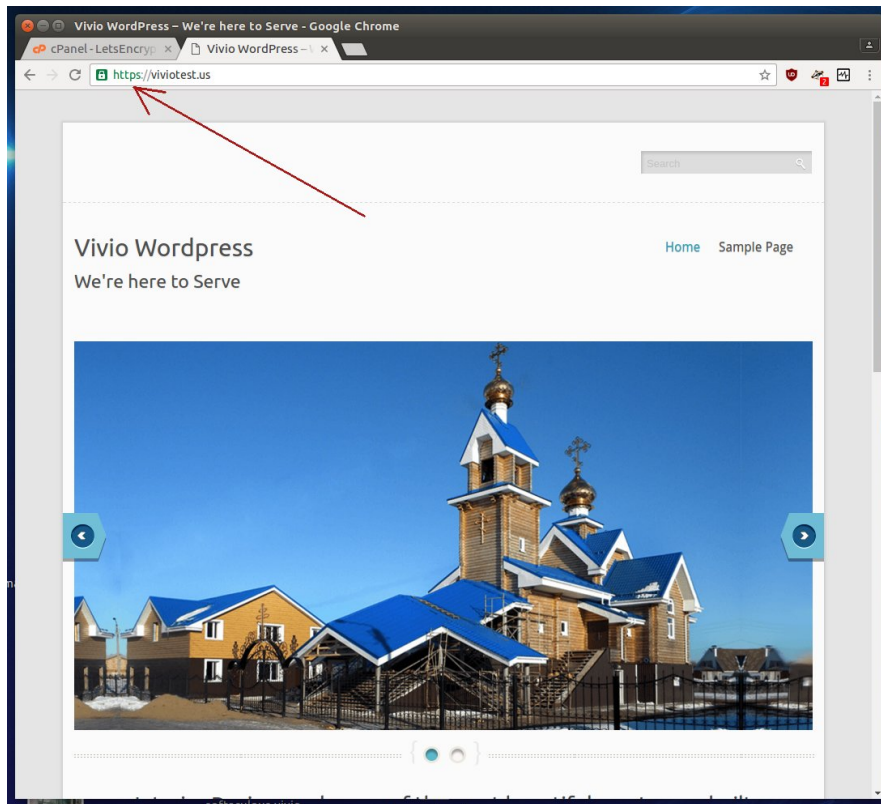 Vivio WordPress – We're here to Serve - Google Chrome
cPanel - LetsEncryp
Vivio WordPress –
https://viviotest.us
2
Search
Vivio Wordpress
Home Sample Page
We're here to Serve